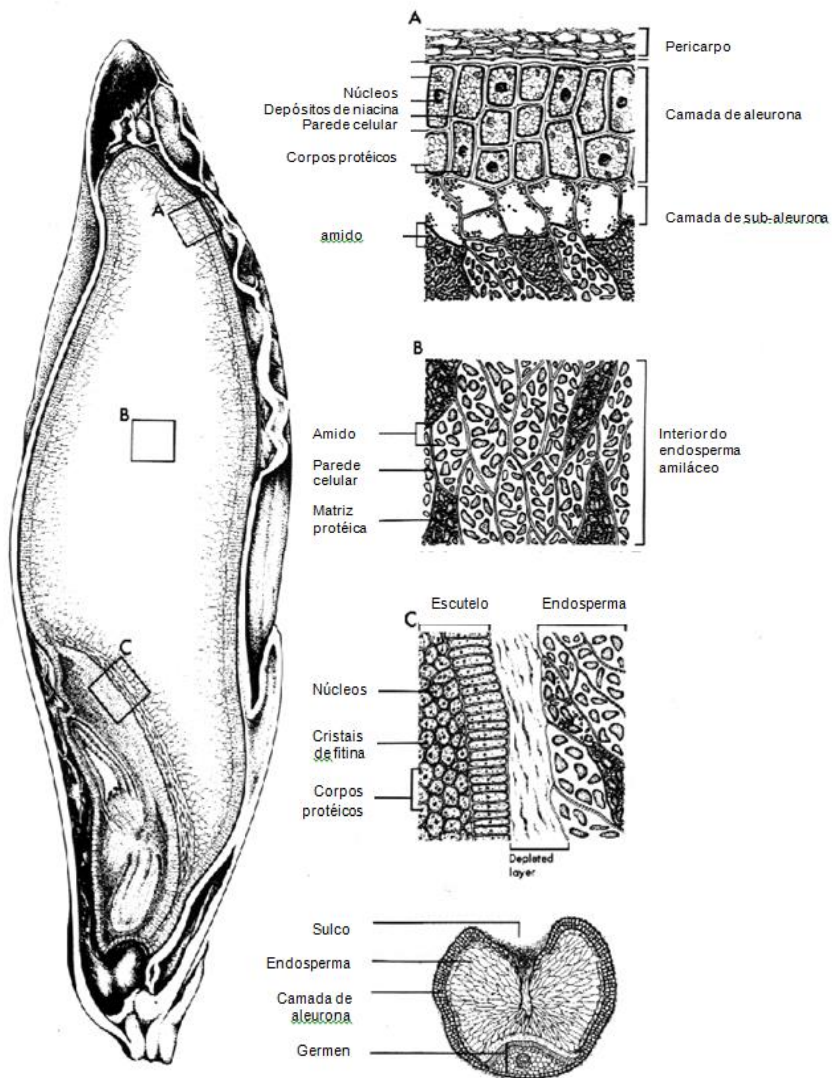 A
Pericarpo
Núcleos
Depósitos de niacina
Parede celular
Camada de aleurona
Corpos protéicos
Camada de sub-aleurona
amido
A
B
B
Amido
Parede
celular
Matriz
protéica
Interior do
endosperma
amiláceo
C
C
Escutelo
Endosperma
Núcleos
Cristais
de fitina
Corpos
protéicos
Depleted
layer
Sulco
Endosperma
Camada de
aleurona
Germen